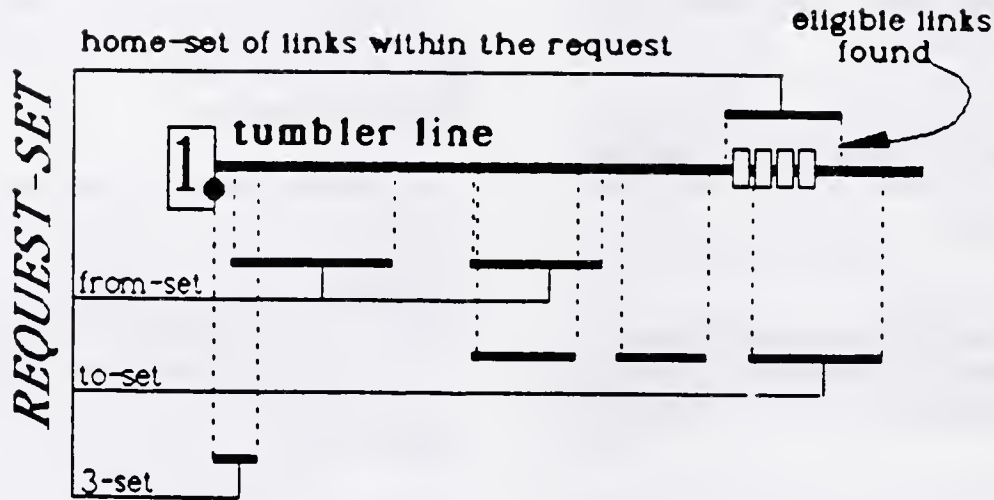 eligible links
found
home-set of links within the request
REQUEST-SET
1 tumbler line
from-set
to-set
3-set